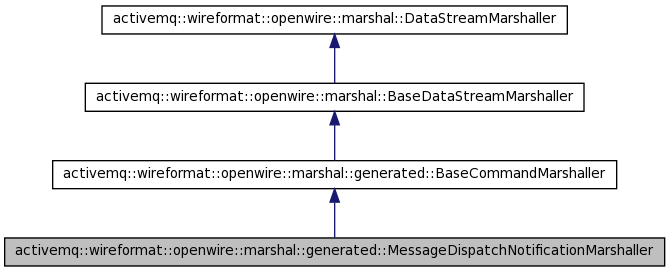 activemq::wireformat::openwire::marshal::DataStreamMarshaller
activemq::wireformat::openwire::marshal::BaseDataStreamMarshaller
activemq::wireformat::openwire::marshal::generated::BaseCommandMarshaller
activemq::wireformat::openwire::marshal::generated::MessageDispatchNotificationMarshaller